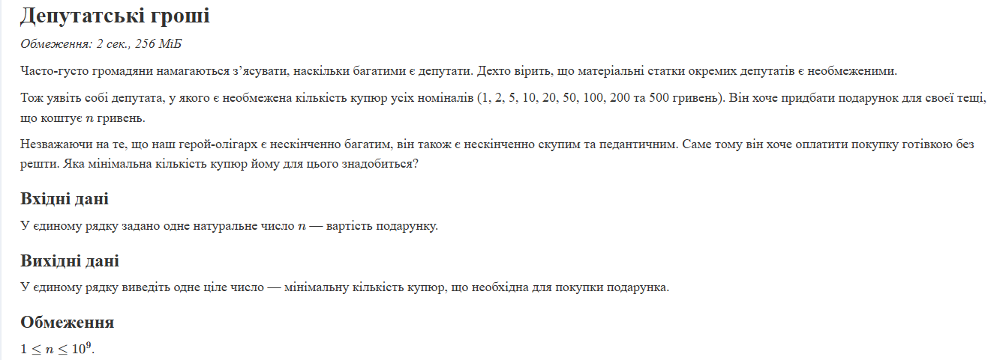 Депутатські гроші
Обмеження: 2 сек., 256 МіБ
Часто-густо громадяни намагаються з’ясувати, наскільки багатими є депутати. Дехто вірить, що матеріальні статки окремих депутатів є необмеженими.
Тож уявіть собі депутата, у якого є необмежена кількість купюр усіх номіналів (1, 2, 5, 10, 20, 50, 100, 200 та 500 гривень). Він хоче придбати подарунок для своєї тещі,
що коштує n гривень.
Незважаючи на те, що наш герой-олігарх є нескінченно багатим, він також є нескінченно скупим та педантичним. Саме тому він хоче оплатити покупку готівкою без
решти. Яка мінімальна кількість купюр йому для цього знадобиться?
Вхідні дані
У єдиному рядку задано одне натуральне число n — вартість подарунку.
Вихідні дані
У єдиному рядку виведіть одне ціле число — мінімальну кількість купюр, що необхідна для покупки подарунка.
Обмеження
1 ≤ n ≤ 10⁹.